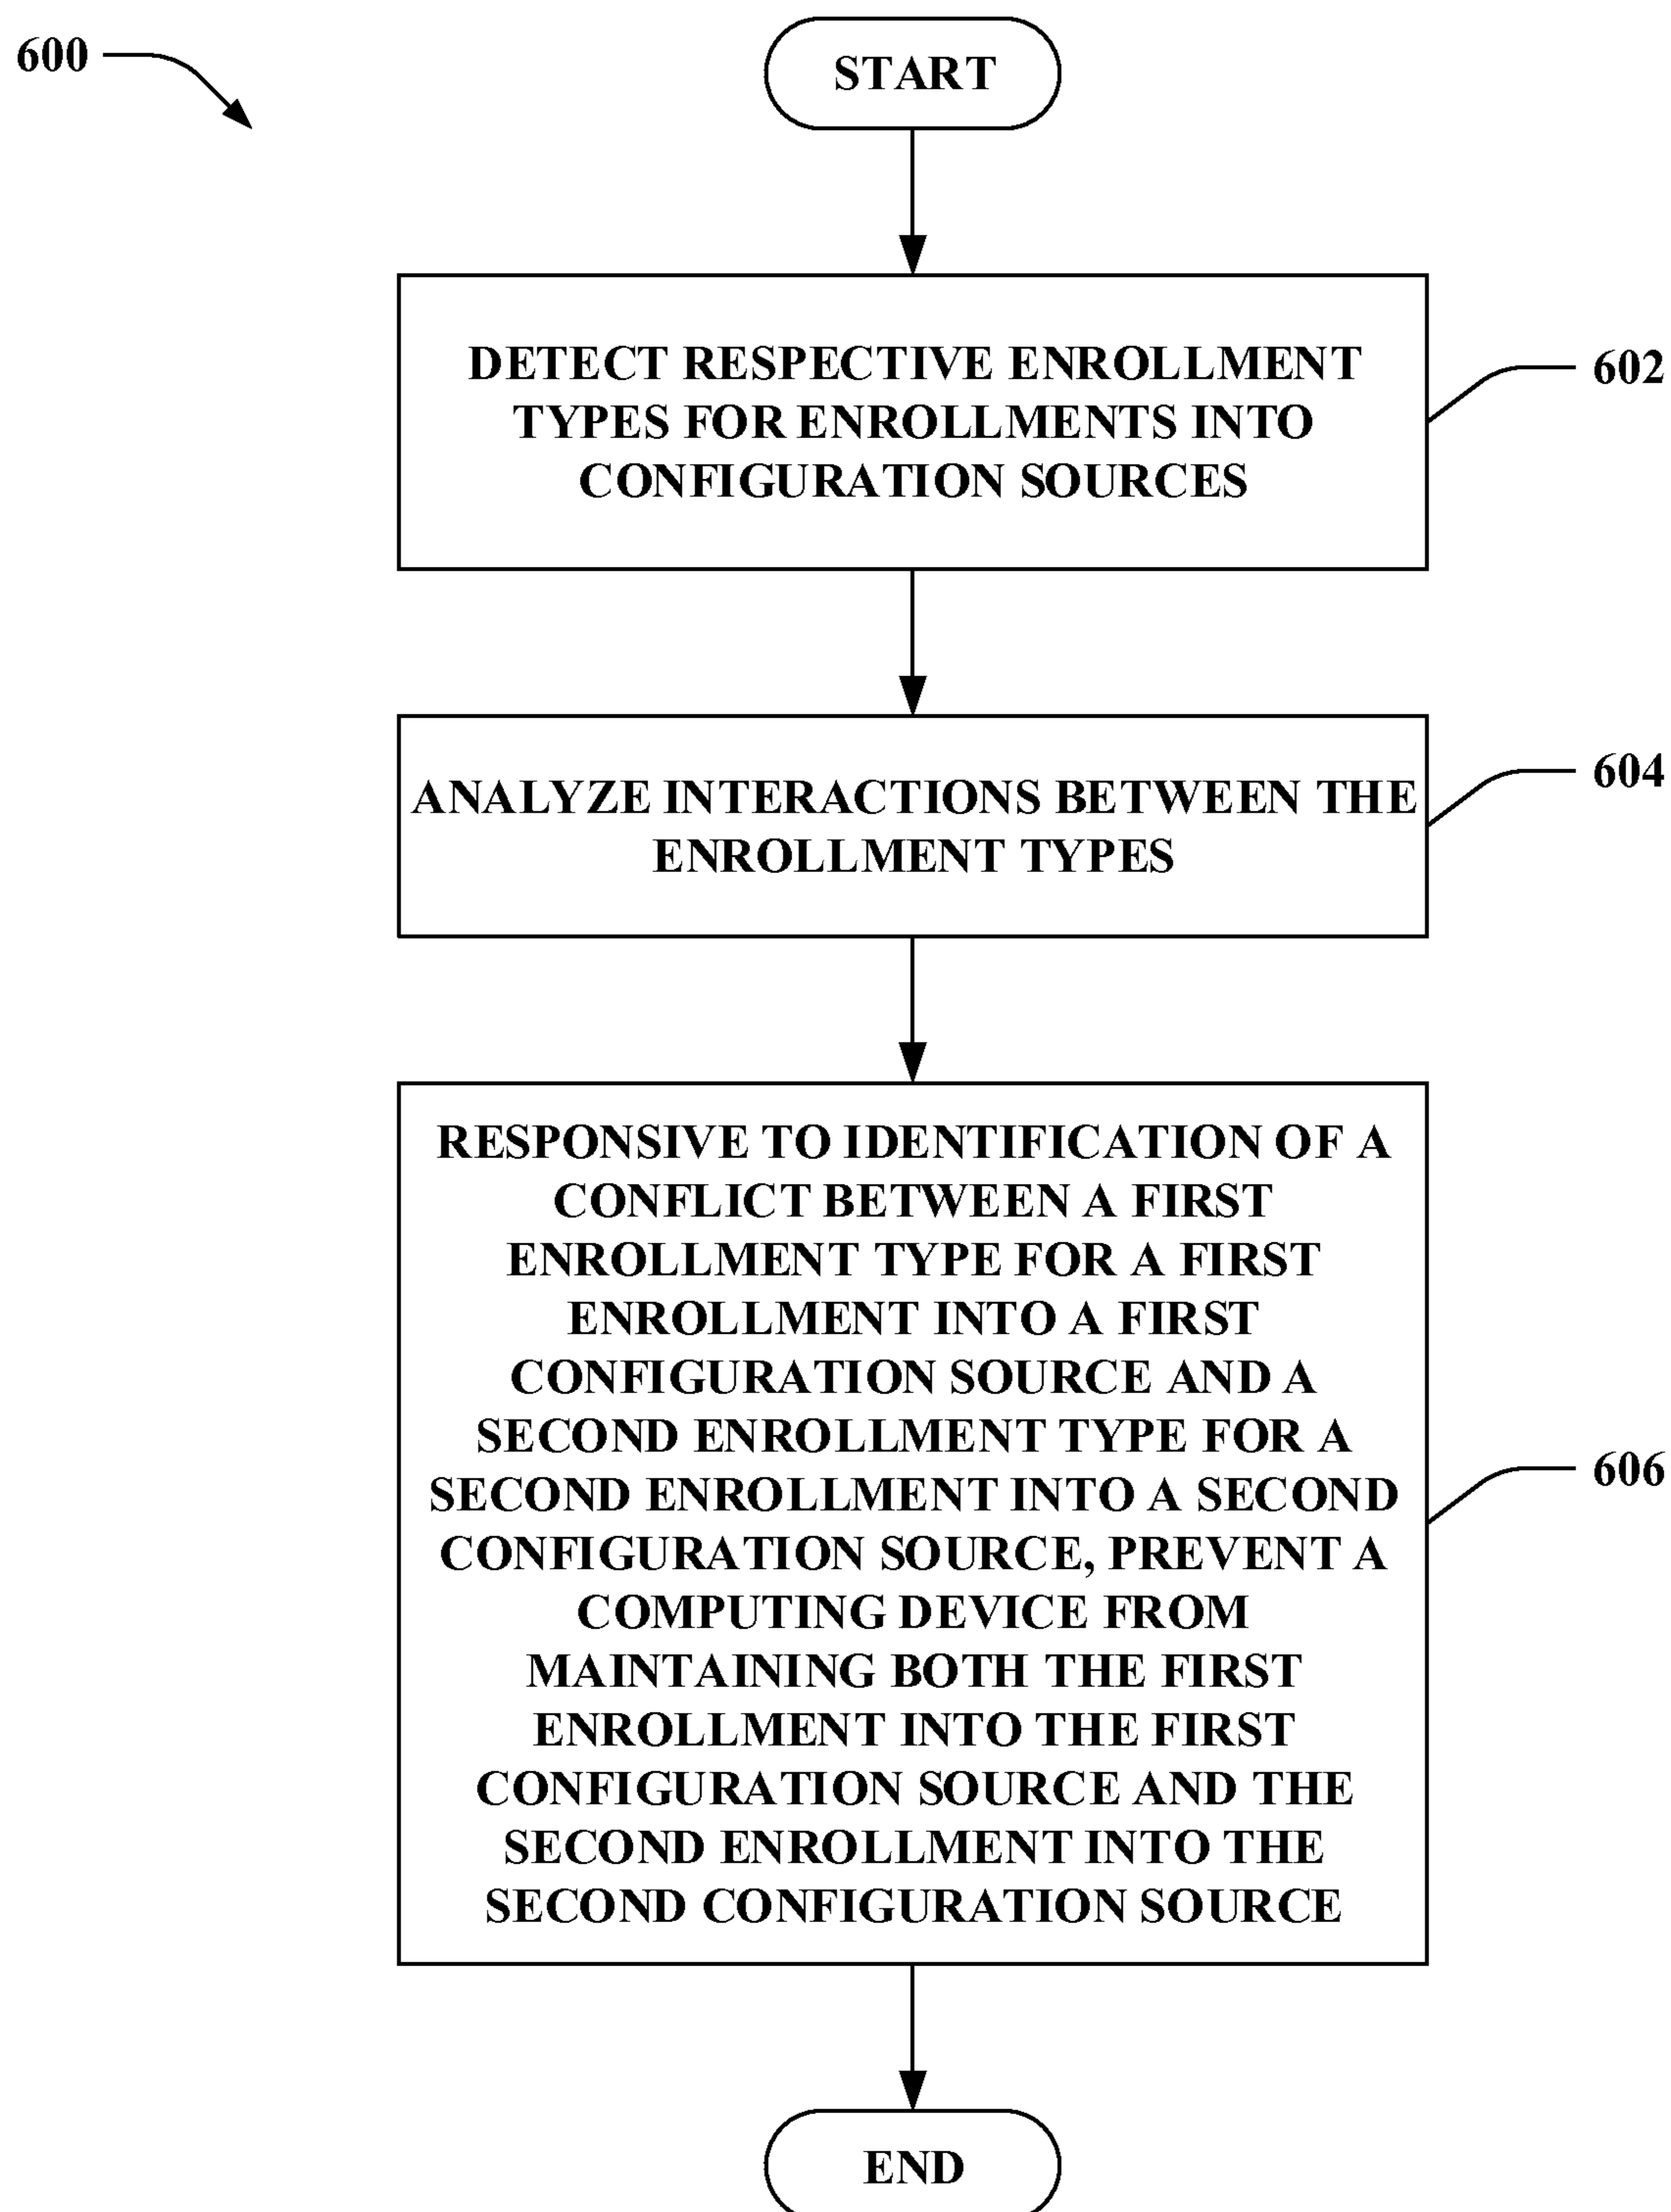 600
START
DETECT RESPECTIVE ENROLLMENT
TYPES FOR ENROLLMENTS INTO
CONFIGURATION SOURCES
602
ANALYZE INTERACTIONS BETWEEN THE
ENROLLMENT TYPES
604
RESPONSIVE TO IDENTIFICATION OF A
CONFLICT BETWEEN A FIRST
ENROLLMENT TYPE FOR A FIRST
ENROLLMENT INTO A FIRST
CONFIGURATION SOURCE AND A
SECOND ENROLLMENT TYPE FOR A
SECOND ENROLLMENT INTO A SECOND
CONFIGURATION SOURCE, PREVENT A
COMPUTING DEVICE FROM
MAINTAINING BOTH THE FIRST
ENROLLMENT INTO THE FIRST
CONFIGURATION SOURCE AND THE
SECOND ENROLLMENT INTO THE
SECOND CONFIGURATION SOURCE
606
END